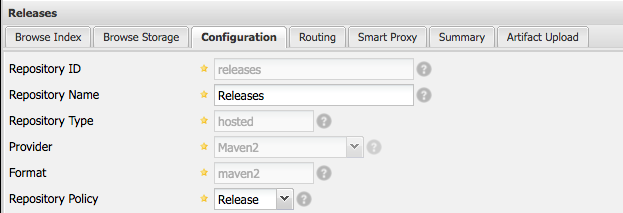 Releases
Browse Index Browse Storage Configuration Routing Smart Proxy Summary Artifact Upload
Repository ID releases ?
Repository Name Releases ?
Repository Type hosted ?
Provider Maven2 ?
Format maven2 ?
Repository Policy Release ?